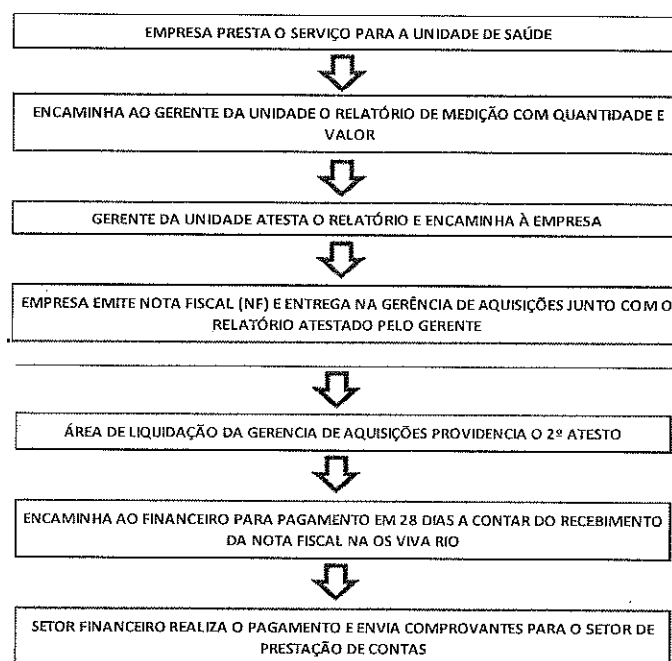 EMPRESA PRESTA O SERVIÇO PARA A UNIDADE DE SAÚDE
ENCAMINHA AO GERENTE DA UNIDADE O RELATÓRIO DE MEDIÇÃO COM QUANTIDADE E
VALOR
GERENTE DA UNIDADE ATESTA O RELATÓRIO E ENCAMINHA À EMPRESA
EMPRESA EMITE NOTA FISCAL (NF) E ENTREGA NA GERÊNCIA DE AQUISIÇÕES JUNTO COM O
RELATÓRIO ATESTADO PELO GERENTE
ÁREA DE LIQUIDAÇÃO DA GERENCIA DE AQUISIÇÕES PROVIDENCIA O 2º ATESTO
ENCAMINHA AO FINANCEIRO PARA PAGAMENTO EM 28 DIAS A CONTAR DO RECEBIMENTO
DA NOTA FISCAL NA OS VIVA RIO
SETOR FINANCEIRO REALIZA O PAGAMENTO E ENVIA COMPROVANTES PARA O SETOR DE
PRESTAÇÃO DE CONTAS